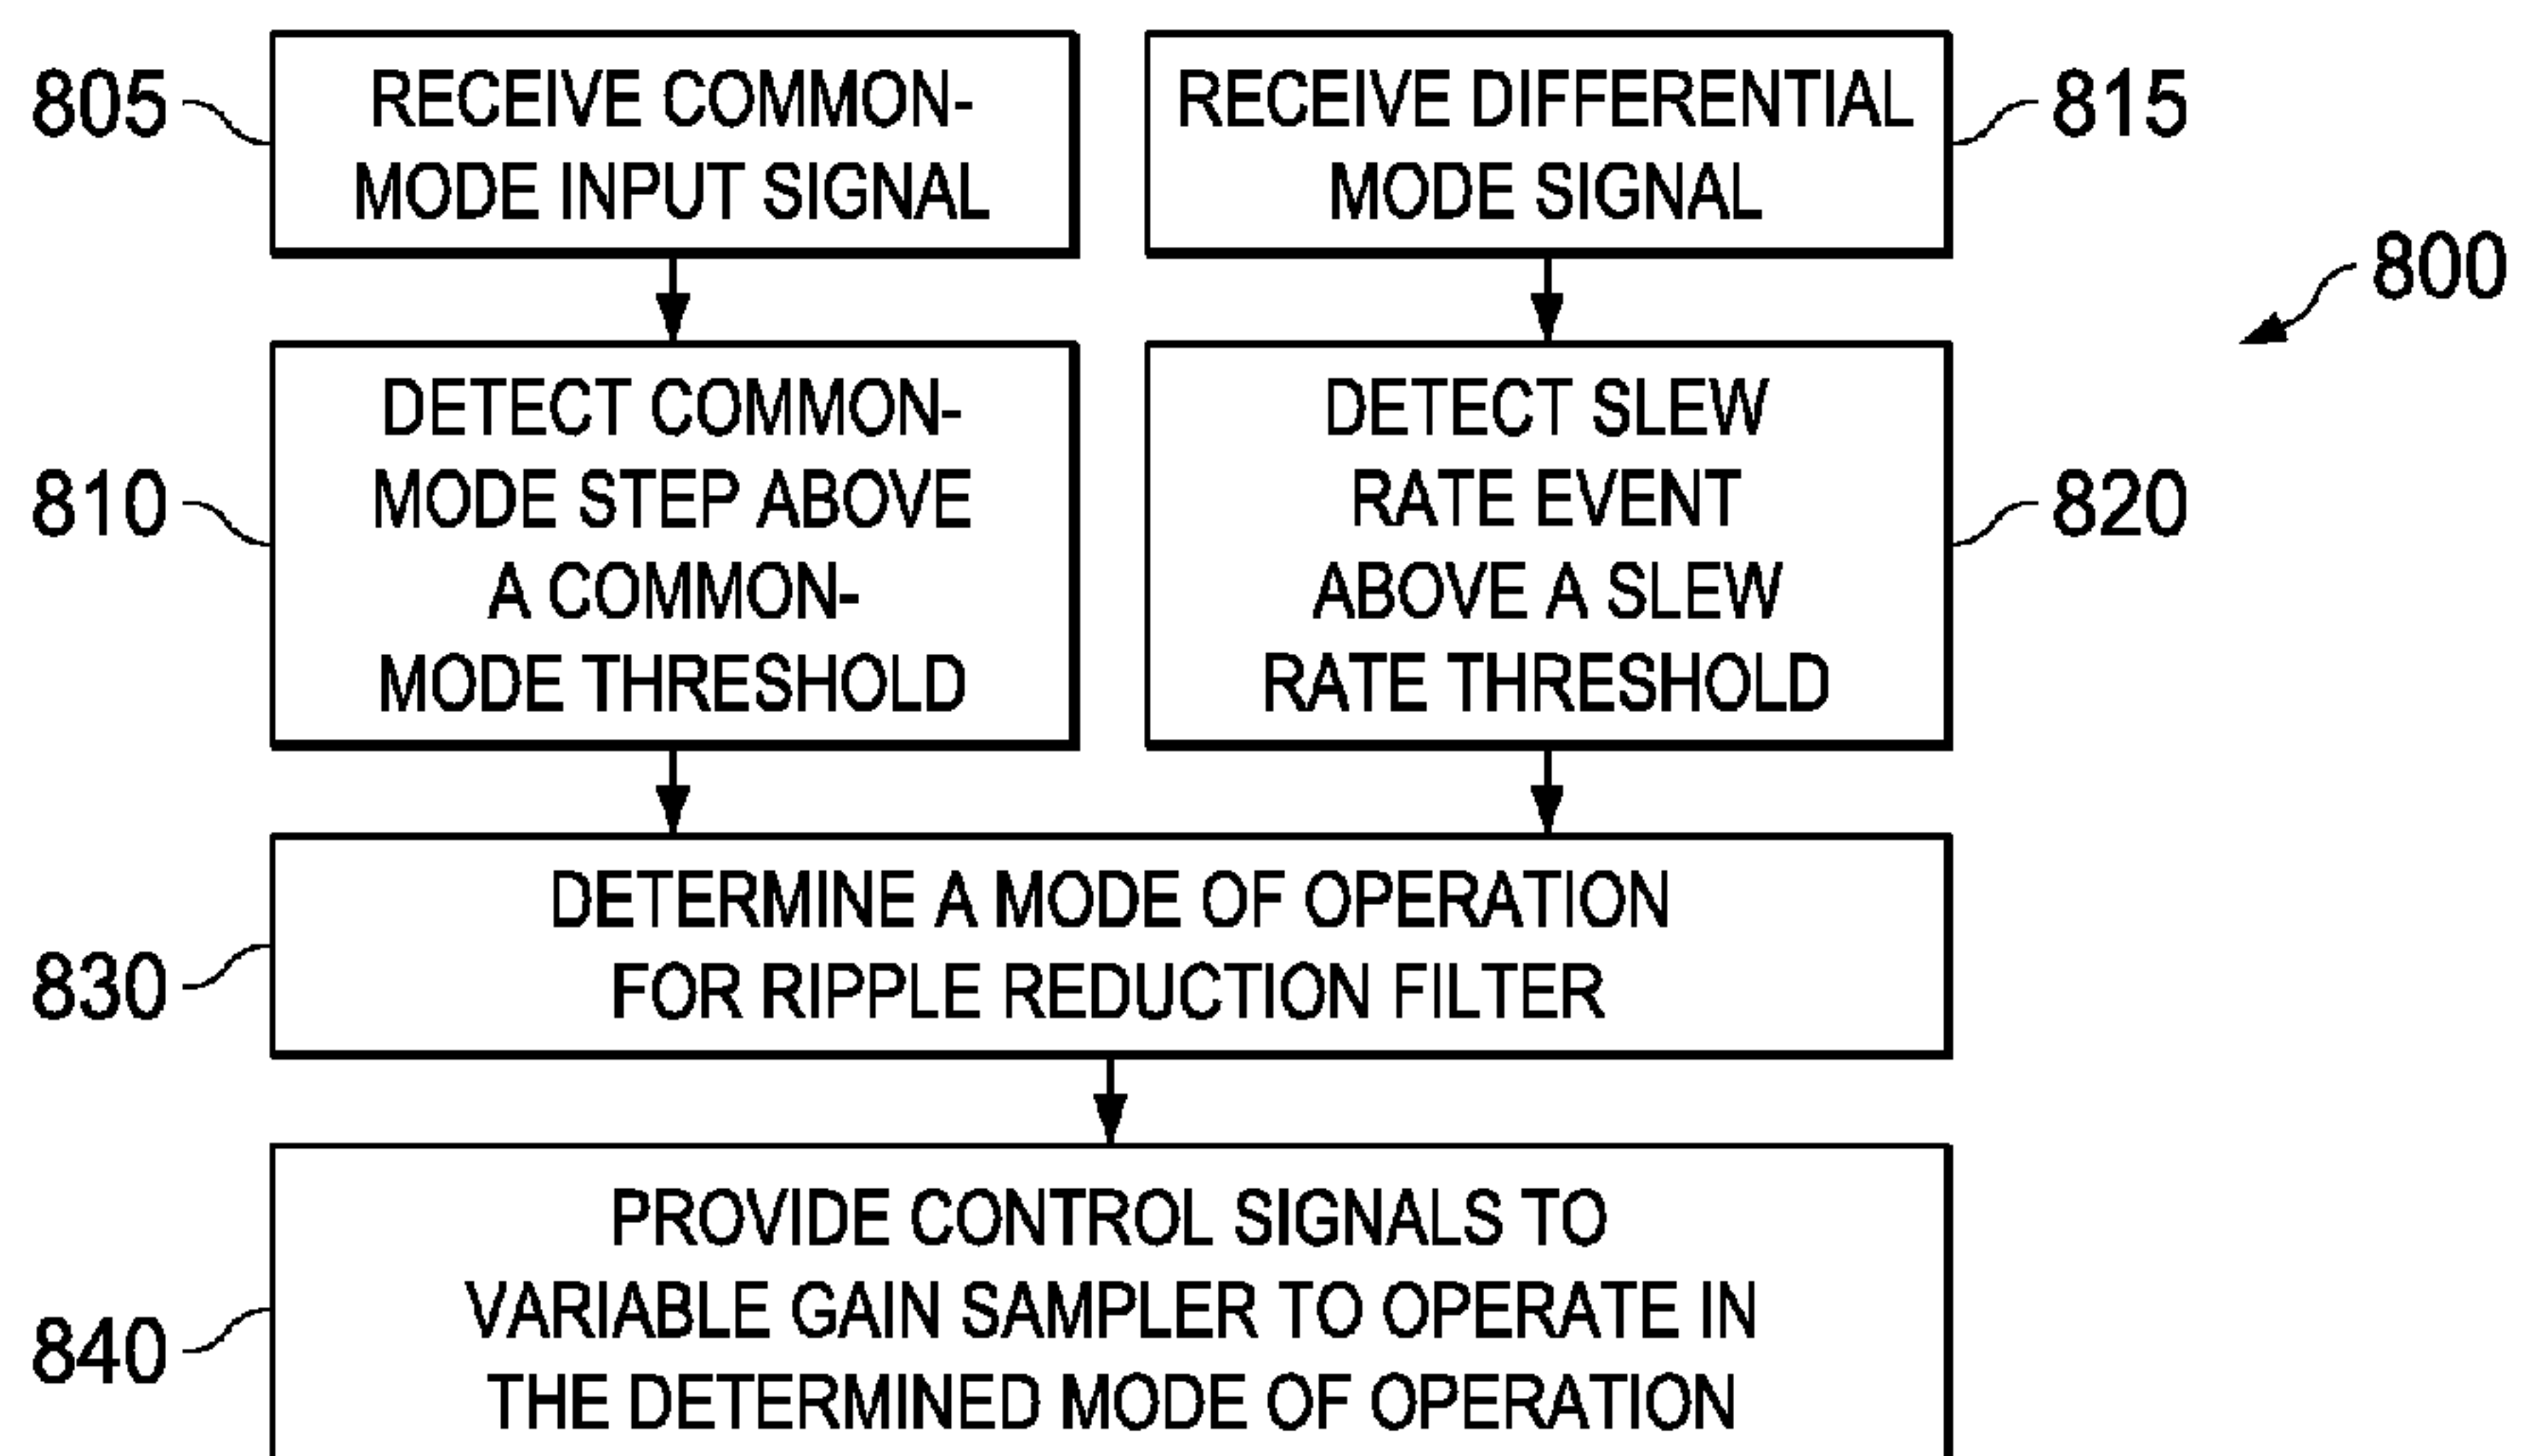 805
RECEIVE COMMON-
MODE INPUT SIGNAL
RECEIVE DIFFERENTIAL
MODE SIGNAL
815
800
810
DETECT COMMON-
MODE STEP ABOVE
A COMMON-
MODE THRESHOLD
DETECT SLEW
RATE EVENT
ABOVE A SLEW
RATE THRESHOLD
820
830
DETERMINE A MODE OF OPERATION
FOR RIPPLE REDUCTION FILTER
840
PROVIDE CONTROL SIGNALS TO
VARIABLE GAIN SAMPLER TO OPERATE IN
THE DETERMINED MODE OF OPERATION